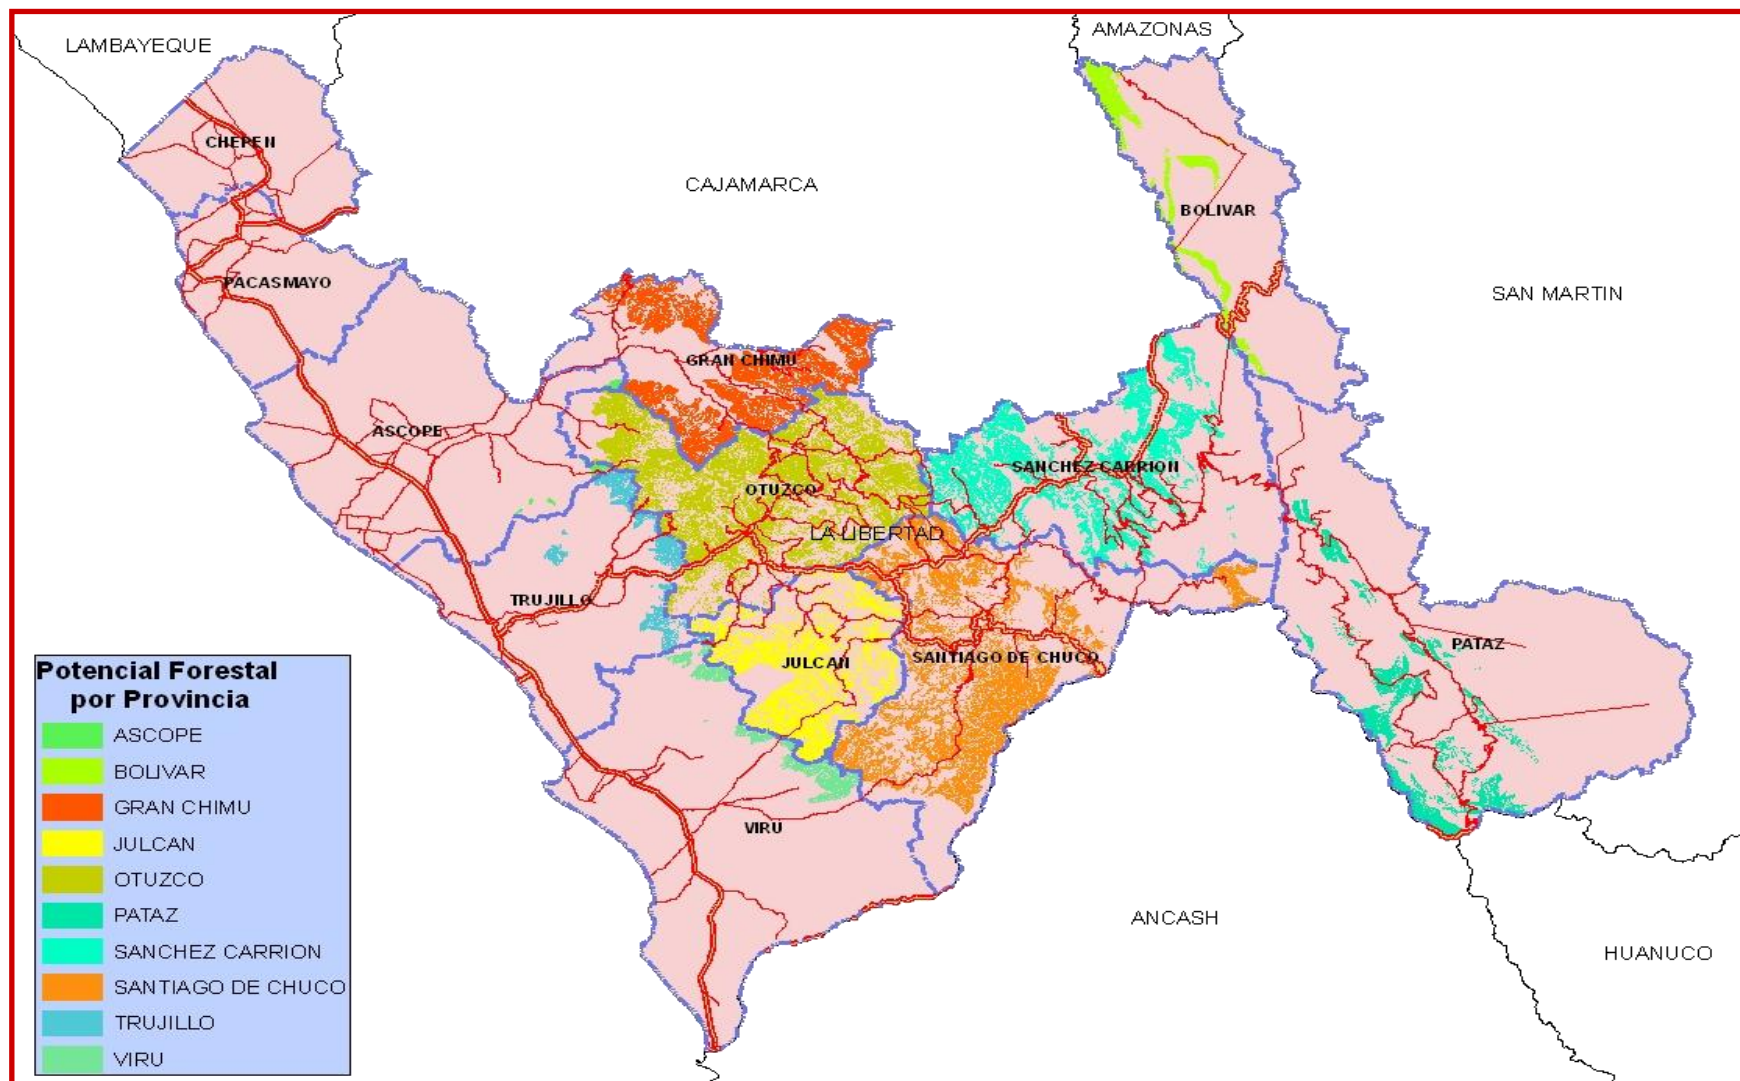 LAMBAYEQUE
AMAZONAS
CHEPEN
CAJAMARCA
BOLIVAR
PACASMAYO
SAN MARTIN
GRAN CHIMU
ASCOPE
SANCHEZ CARRION
OTUZCO
LA LIBERTAD
TRUJILLO
PATAZ
JULCAN
SANTIAGO DE CHUCO
VIRU
ANCASH
HUANUCO
Potencial Forestal
por Provincia
ASCOPE
BOLIVAR
GRAN CHIMU
JULCAN
OTUZCO
PATAZ
SANCHEZ CARRION
SANTIAGO DE CHUCO
TRUJILLO
VIRU